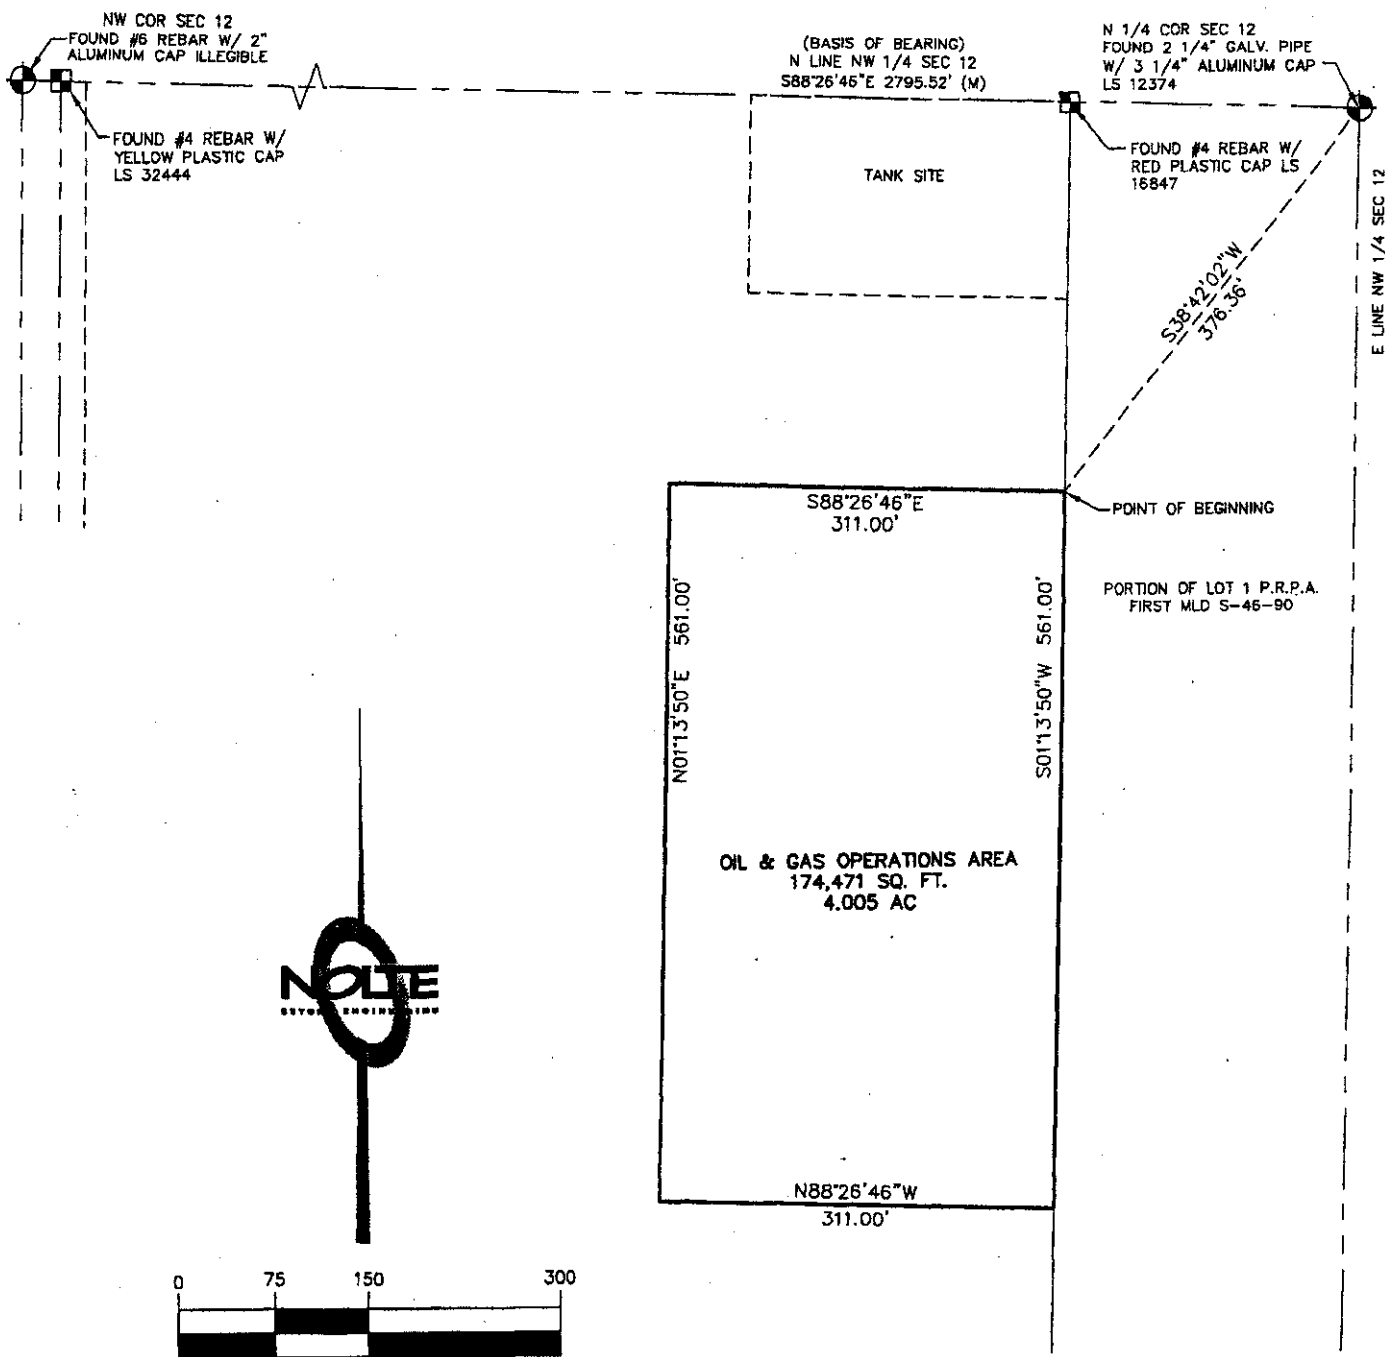 NW COR SEC 12
FOUND #6 REBAR W/ 2"
ALUMINUM CAP ILLEGIBLE
FOUND #4 REBAR W/
YELLOW PLASTIC CAP
LS 32444
(BASIS OF BEARING)
N LINE NW 1/4 SEC 12
S88°26'46"E 2795.52' (M)
N 1/4 COR SEC 12
FOUND 2 1/4" GALV. PIPE
W/ 3 1/4" ALUMINUM CAP
LS 12374
FOUND #4 REBAR W/
RED PLASTIC CAP LS
16847
TANK SITE
E LINE NW 1/4 SEC 12
S38°42'02"W
376.36'
S88°26'46"E
311.00'
POINT OF BEGINNING
N01°13'50"E 561.00'
S01°13'50"W 561.00'
PORTION OF LOT 1 P.R.P.A.
FIRST MLD S-46-90
OIL & GAS OPERATIONS AREA
174,471 SQ. FT.
4.005 AC
NOLTE
N88°26'46"W
311.00'
0 75 150 300